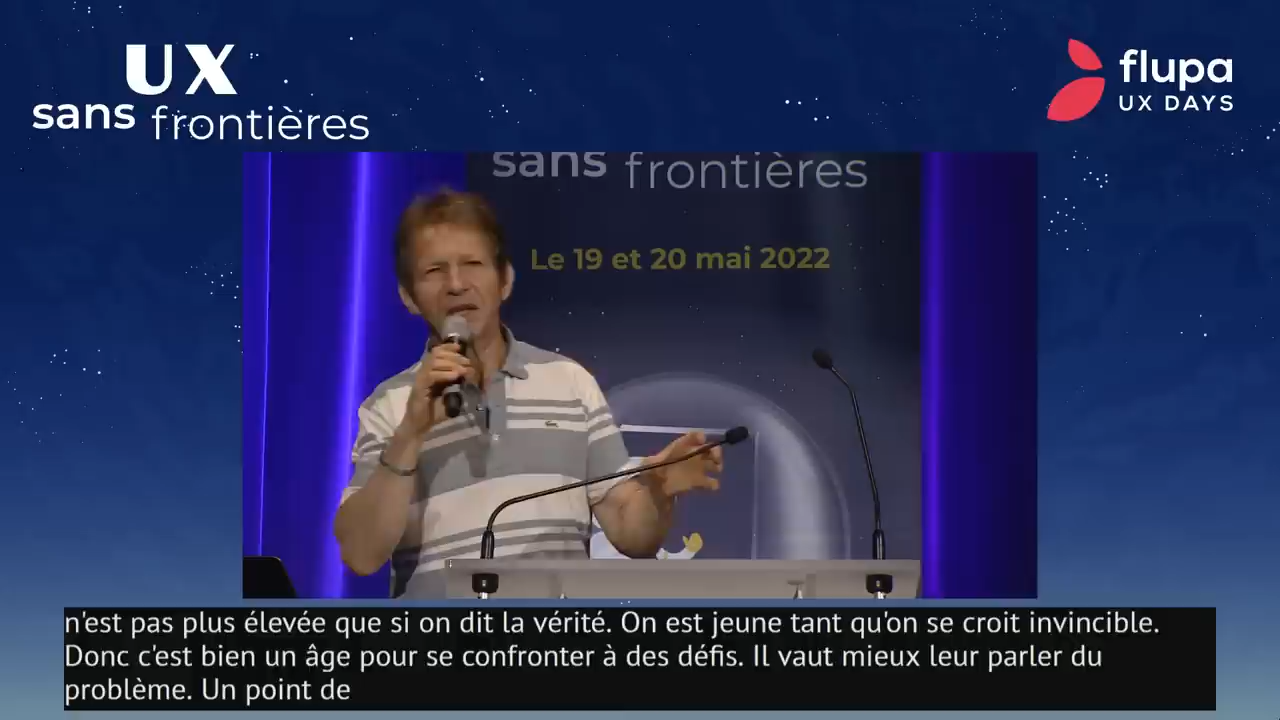 UX
sans frontières
flupa
UX DAYS
sans frontières
Le 19 et 20 mai 2022
n'est pas plus élevée que si on dit la vérité. On est jeune tant qu'on se croit invincible.
Donc c'est bien un âge pour se confronter à des défis. Il vaut mieux leur parler du
problème. Un point de